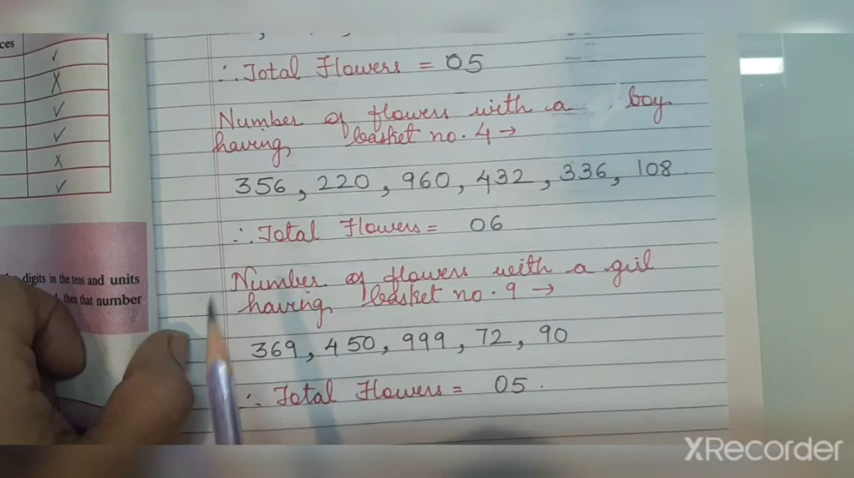 ces
∴ Total Flowers = 05
Number of flowers with a boy
having basket no. 4 →
356, 220, 960, 432, 336, 108.
∴ Total Flowers = 06
digits in the tens and units
then that number
Number of flowers with a girl
having basket no. 9 →
369, 450, 999, 72, 90
∴ Total Flowers = 05.
XRecorder